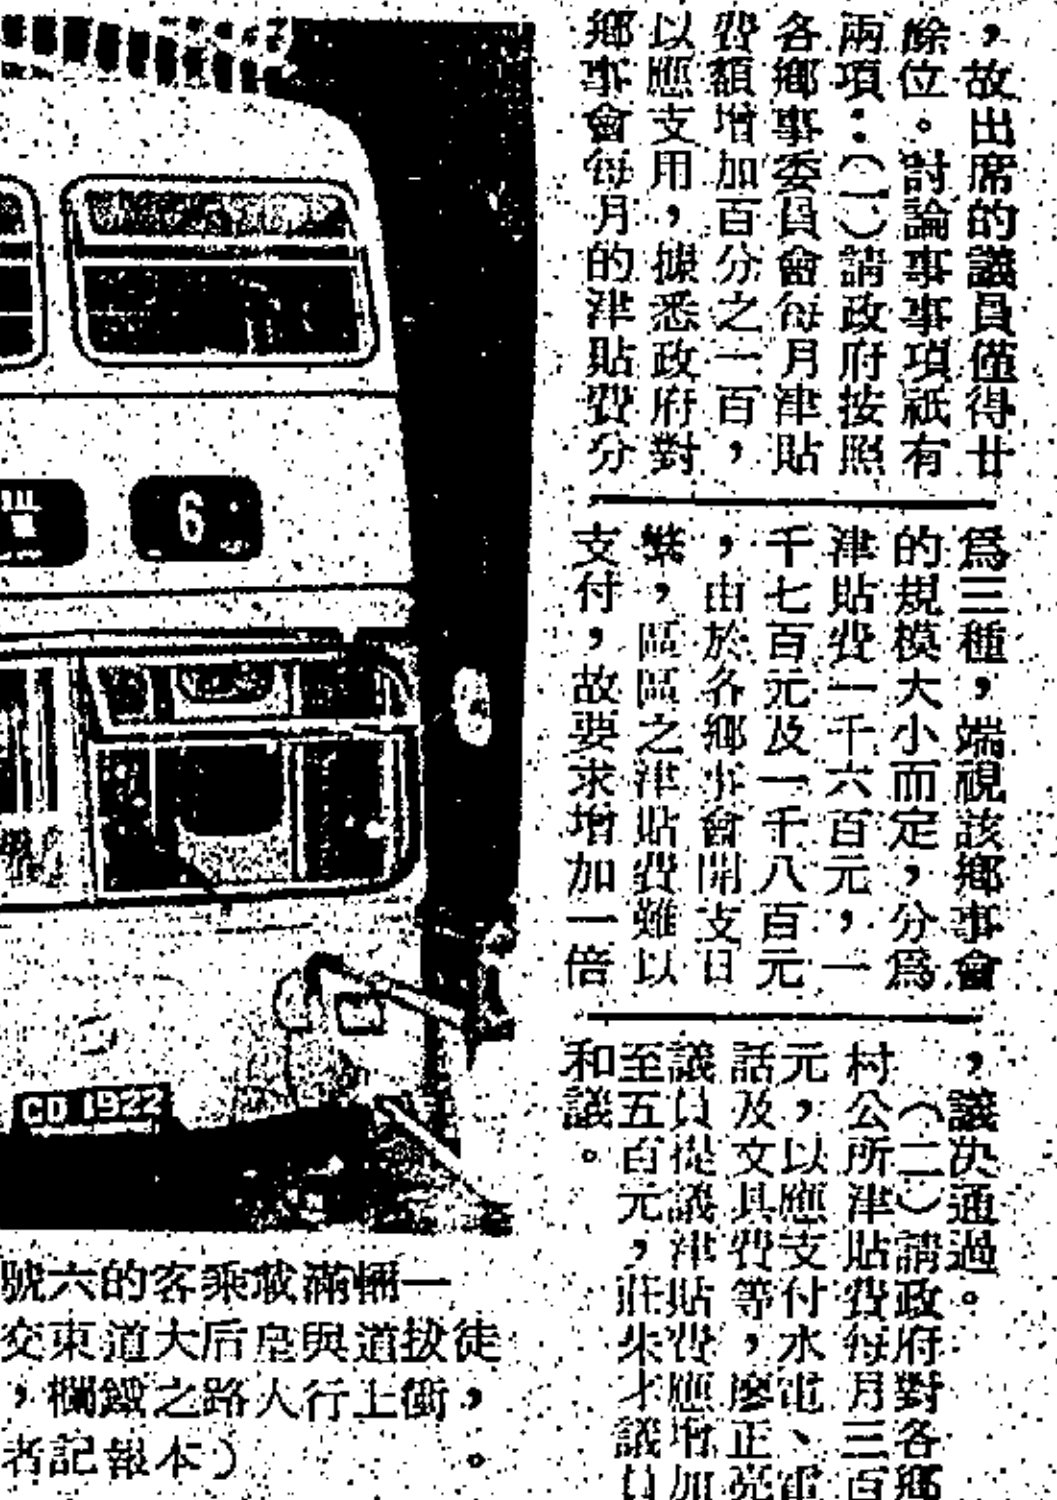 ，故出席的議員僅得廿
餘位。討論事事項祇有
兩項：（一）請政府按照
各鄉事委員會每月津貼
費額增加百分之一百，
以應支用，據悉政府對
鄉事會每月的津貼費分
爲三種，端視該鄉事會
的規模大小而定，分爲
津貼費一千六百元，一
千七百元及一千八百元
，由於各鄉事會開支日
繁，區區之津貼費難以
支付，故要求增加一倍
，議決通過。
（二）請政府對各鄉
村公所津貼費每月三百
元，以應支付水電、電
話及文具費等，廖正亮
議員提議津貼費應增加
至五百元，莊朱才議員
和議。
6
CD 1922
一輛滿載乘客的六號
徒拔道與皇后大道東交
，衝上行人路之鐵欄，
。（本報記者